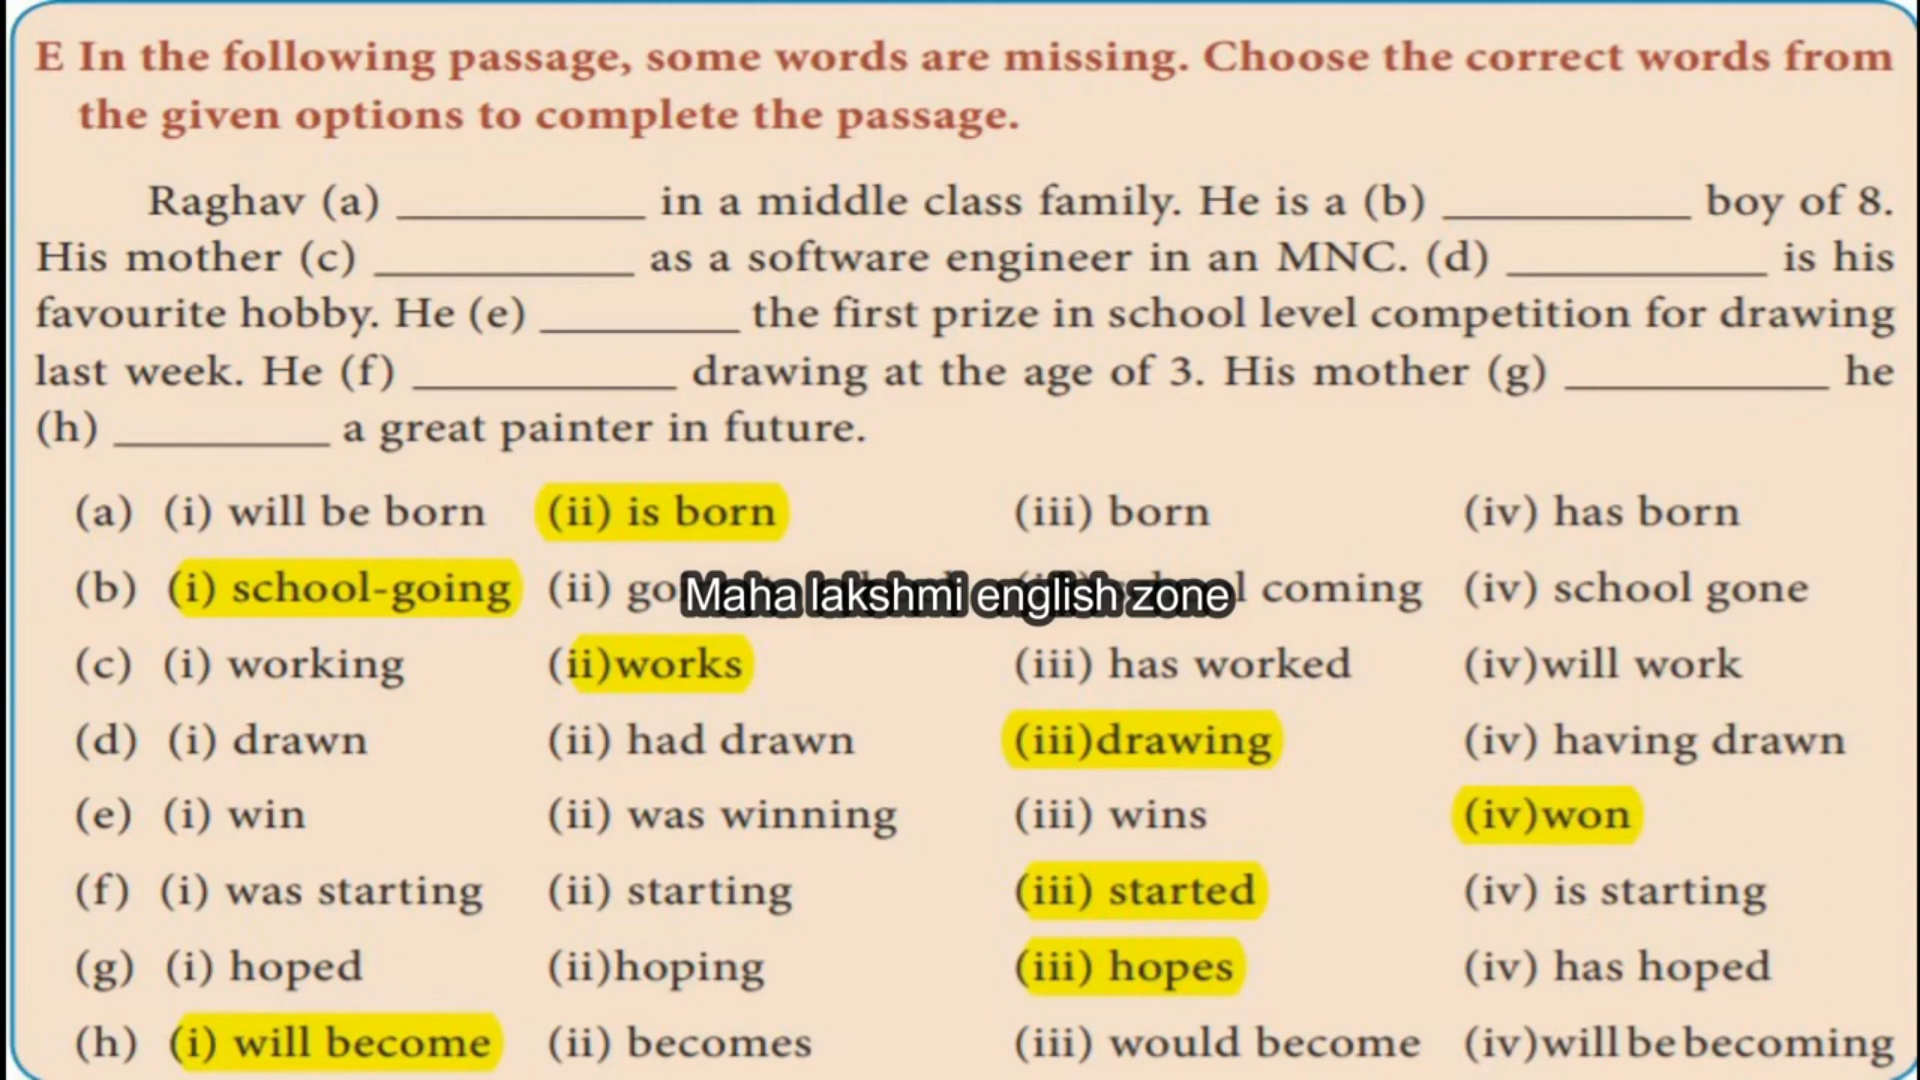 E In the following passage, some words are missing. Choose the correct words from
the given options to complete the passage.
Raghav (a) __________ in a middle class family. He is a (b) __________ boy of 8.
His mother (c) __________ as a software engineer in an MNC. (d) __________ is his
favourite hobby. He (e) __________ the first prize in school level competition for drawing
last week. He (f) __________ drawing at the age of 3. His mother (g) __________ he
(h) __________ a great painter in future.
(a) (i) will be born (ii) is born (iii) born (iv) has born
(b) (i) school-going (ii) coming (iv) school gone
Maha lakshmi english zone
(c) (i) working (ii)works (iii) has worked (iv)will work
(d) (i) drawn (ii) had drawn (iii)drawing (iv) having drawn
(e) (i) win (ii) was winning (iii) wins (iv)won
(f) (i) was starting (ii) starting (iii) started (iv) is starting
(g) (i) hoped (ii)hoping (iii) hopes (iv) has hoped
(h) (i) will become (ii) becomes (iii) would become (iv)will be becoming